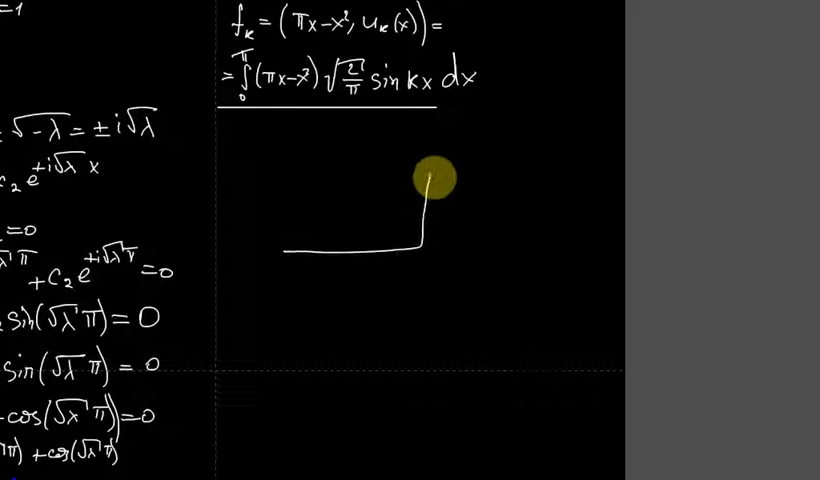 =1
√-λ = ± i√λ
c₂ e^{+i√λ x}
=0
+c₂ e^{+i√λ π} = 0
sin(√λ π) = 0
sin(√λ π) = 0
-cos(√λ π) = 0
+cos(√λ π)
f_k = (πx-x², u_k(x)) =
= ∫₀^π (πx-x²) √(2/π) sin kx dx